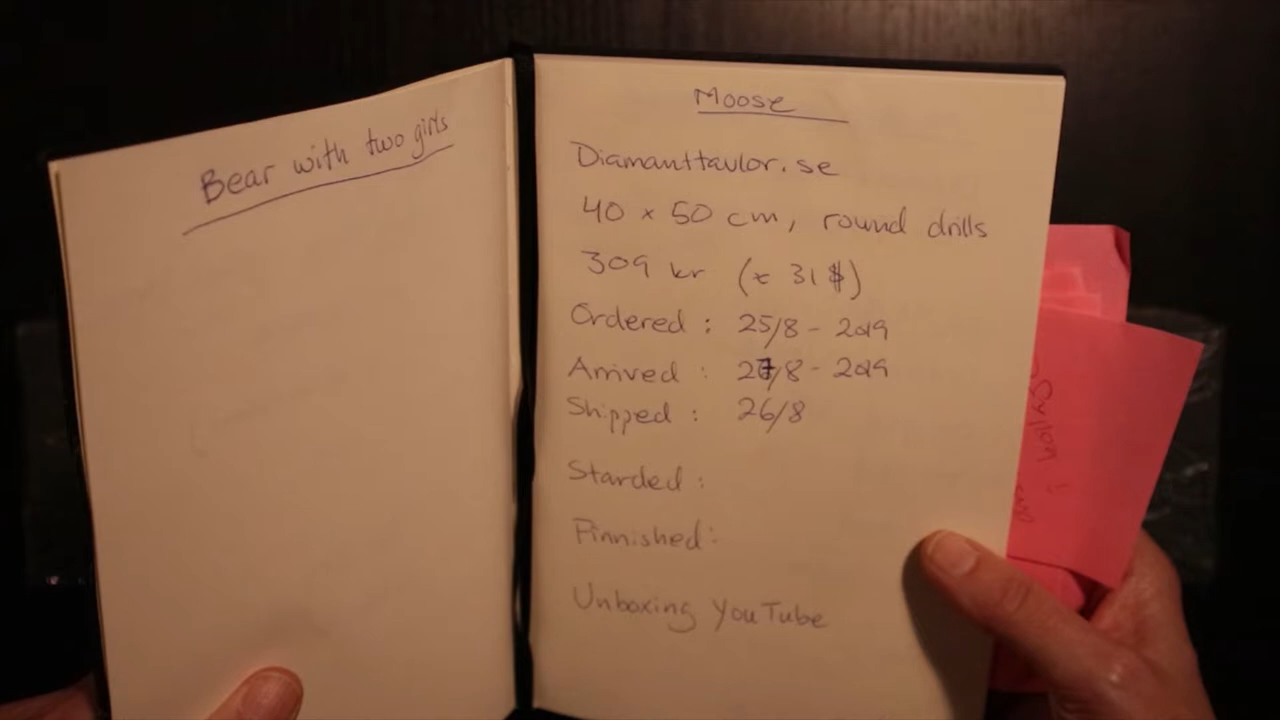 Bear with two girls
Moose
Diamanttavlor.se
40 × 50 cm, round drills
309 kr (≈ 31$)
Ordered : 25/8 - 2019
Arrived : 27/8 - 2019
Shipped : 26/8
Starded :
Finnished:
Unboxing YouTube